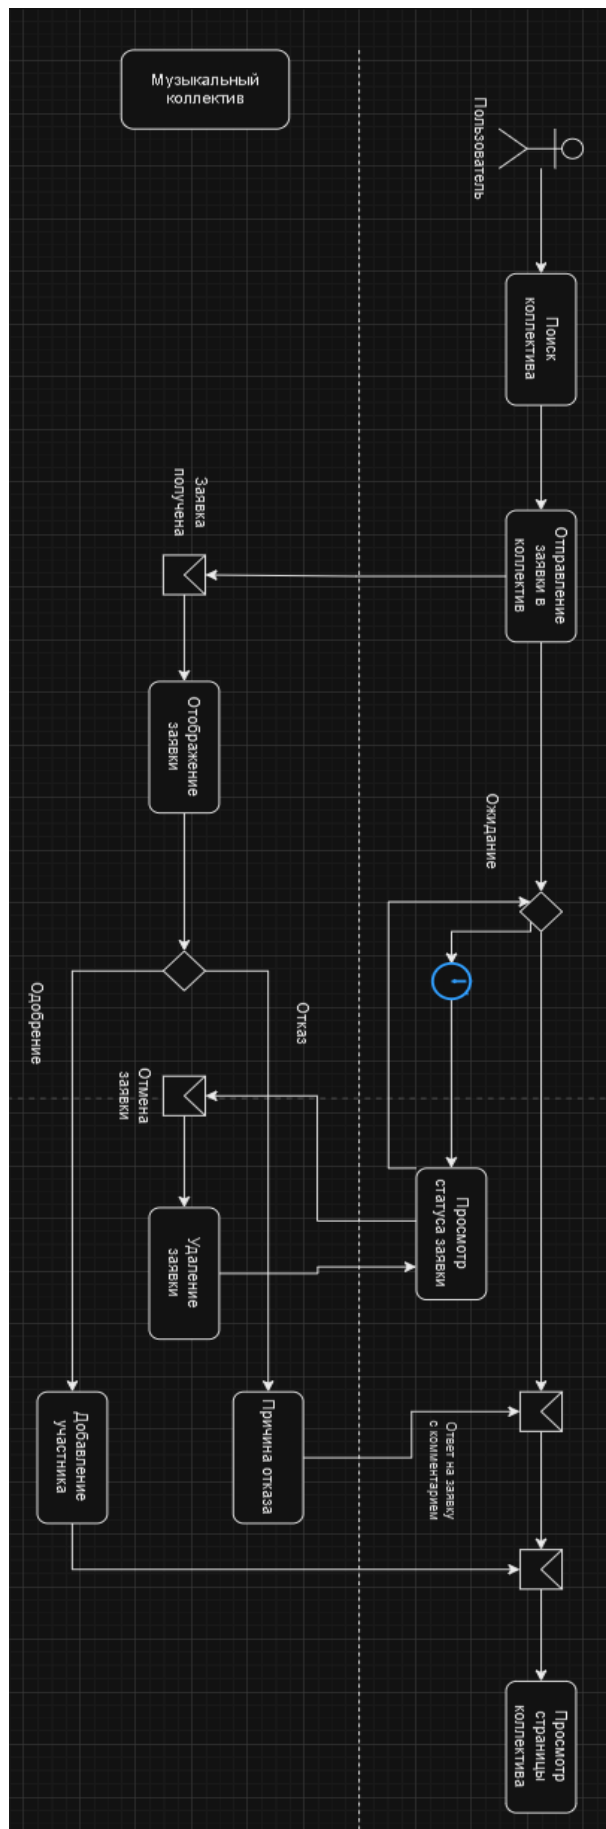 Музыкальный
коллектив
Пользователь
Поиск
коллектива
Отправление
заявки в
коллектив
Заявка
получена
Отображение
заявки
Ожидание
Одобрение
Отказ
Отмена
заявки
Просмотр
статуса заявки
Удаление
заявки
Добавление
участника
Причина отказа
Ответ на заявку
с комментарием
Просмотр
страницы
коллектива